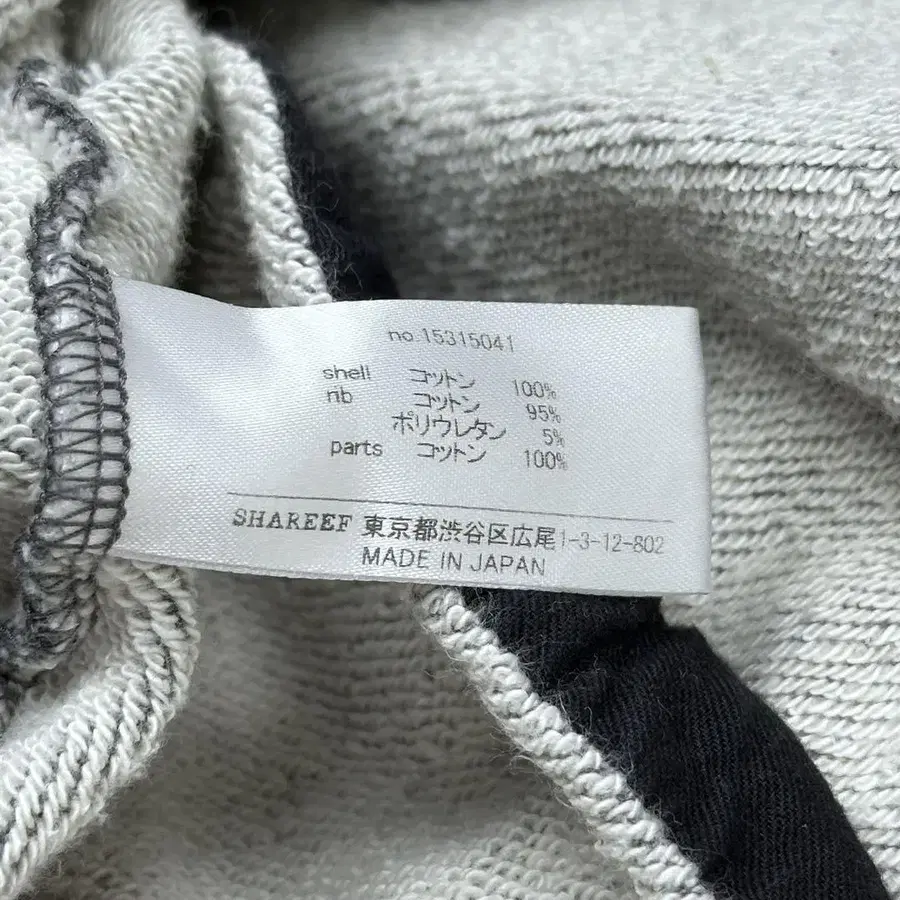 no.15315041
shell コットン 100%
rib コットン 95%
ポリウレタン 5%
parts コットン 100%
SHAREEF 東京都渋谷区広尾1-3-12-802
MADE IN JAPAN